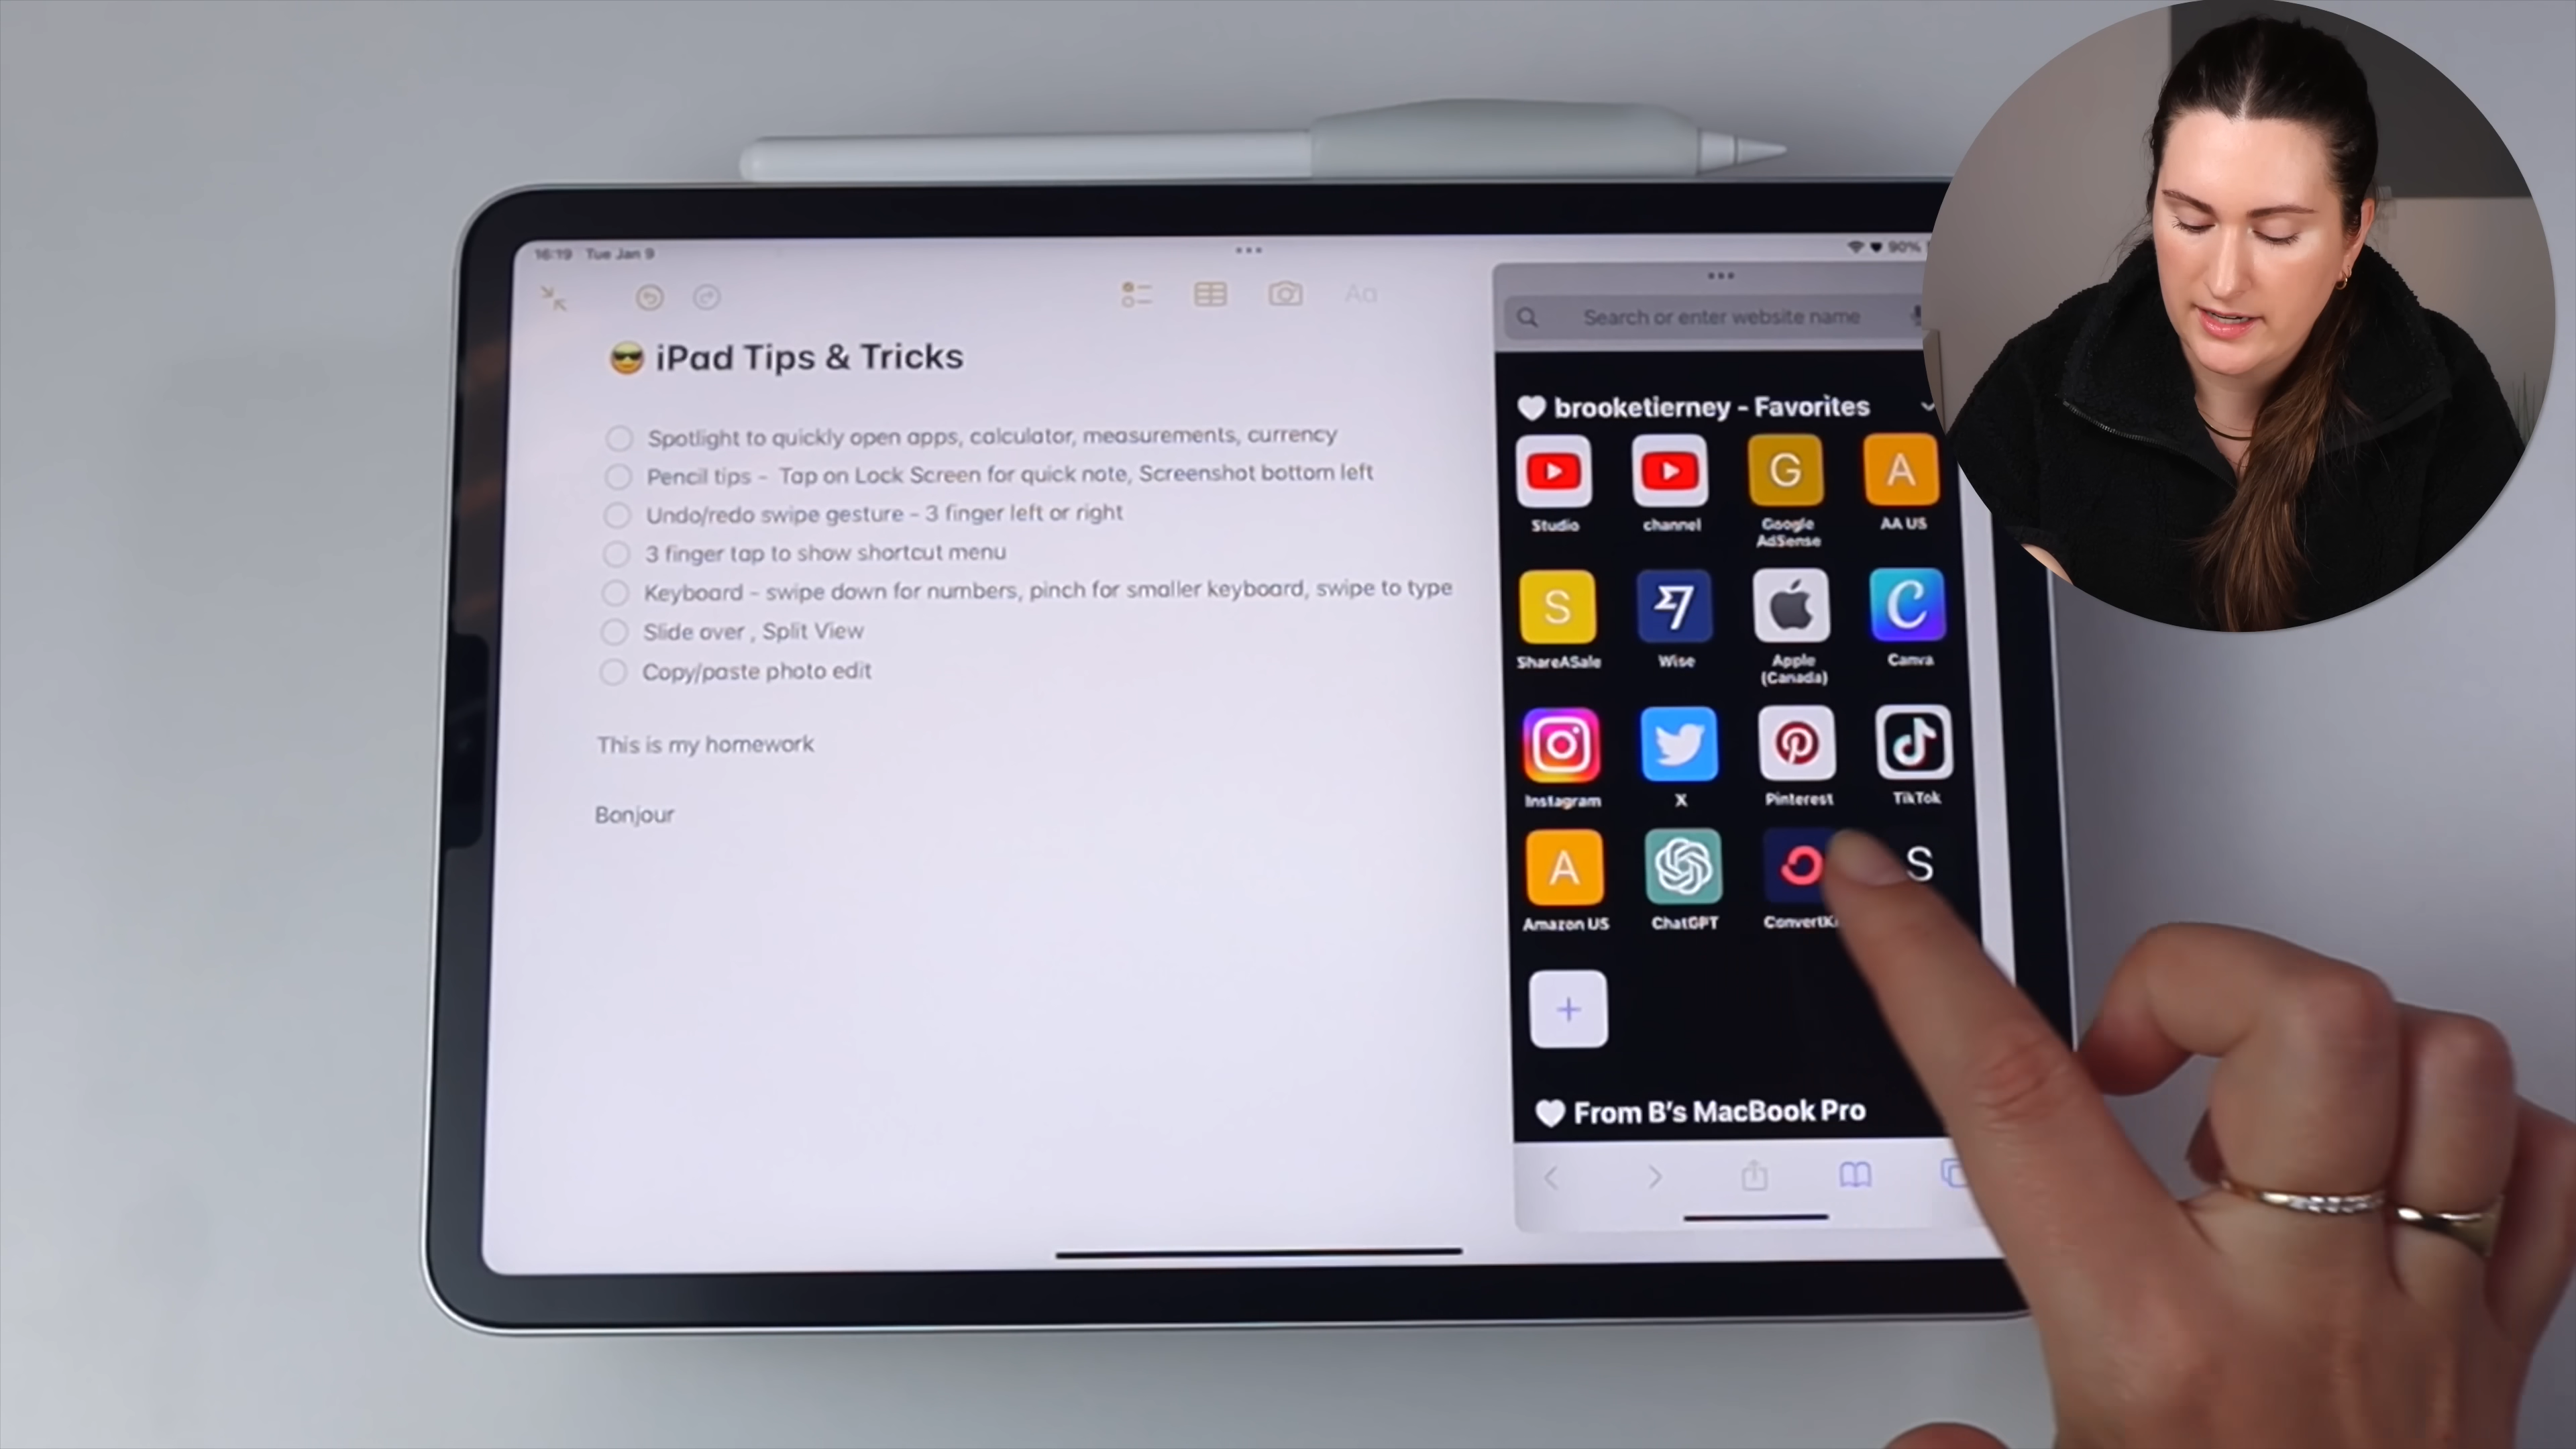 16:19 Tue Jan 9
90%
Aa
😎 iPad Tips & Tricks
Spotlight to quickly open apps, calculator, measurements, currency
Pencil tips - Tap on Lock Screen for quick note, Screenshot bottom left
Undo/redo swipe gesture - 3 finger left or right
3 finger tap to show shortcut menu
Keyboard - swipe down for numbers, pinch for smaller keyboard, swipe to type
Slide over , Split View
Copy/paste photo edit
This is my homework
Bonjour
Search or enter website name
🤍 brooketierney - Favorites
G A
Studio channel Google AdSense AA US
S
ShareASale Wise Apple (Canada) Canva
Instagram X Pinterest TikTok
A S
Amazon US ChatGPT
🤍 From B's MacBook Pro